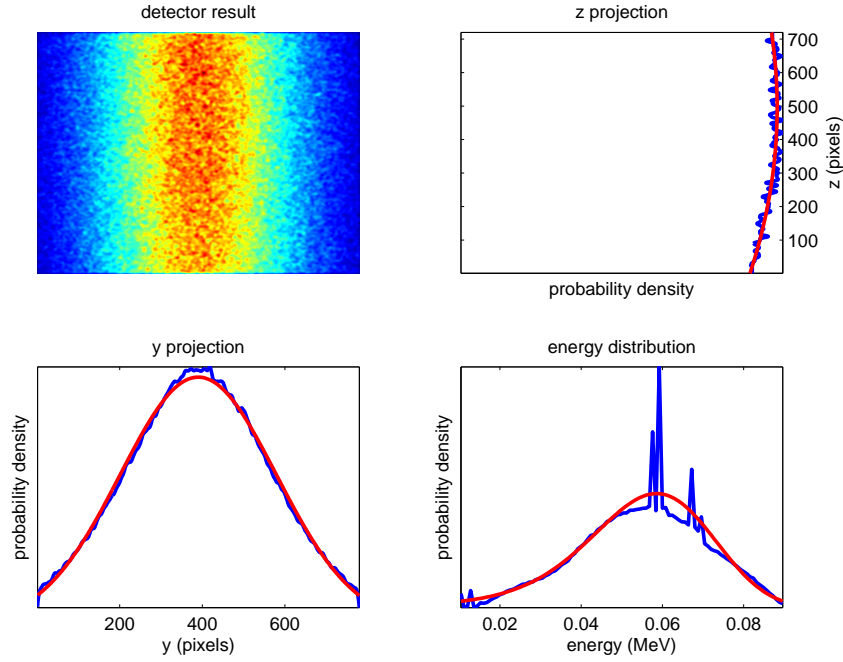 detector result
z projection
700
600
500
400
300
200
100
z (pixels)
probability density
y projection
probability density
200
400
600
y (pixels)
energy distribution
probability density
0.02
0.04
0.06
0.08
energy (MeV)